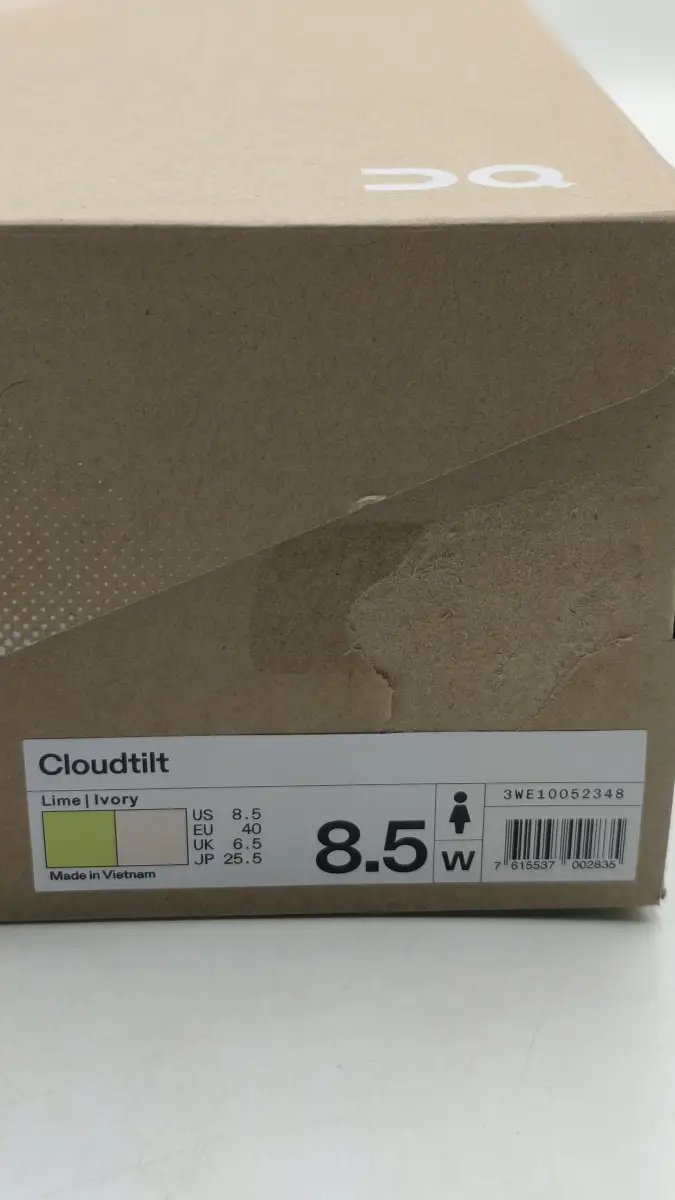 On
Cloudtilt
Lime | Ivory
US 8.5
EU 40
UK 6.5
JP 25.5
Made in Vietnam
8.5
W
3WE10052348
7 615537 002835